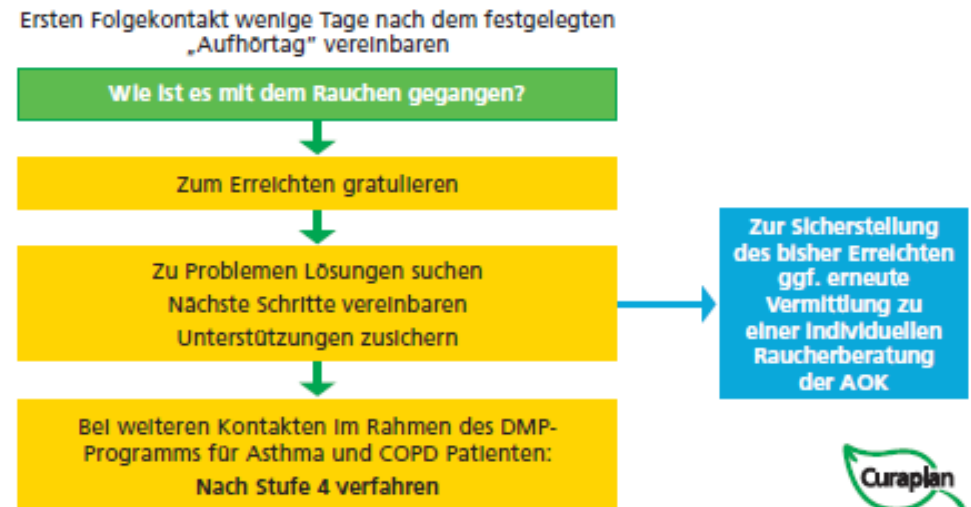 Ersten Folgekontakt wenige Tage nach dem festgelegten
„Aufhörtag” vereinbaren
Wie ist es mit dem Rauchen gegangen?
Zum Erreichten gratulieren
Zu Problemen Lösungen suchen
Nächste Schritte vereinbaren
Unterstützungen zusichern
Zur Sicherstellung
des bisher Erreichten
ggf. erneute
Vermittlung zu
einer individuellen
Raucherberatung
der AOK
Bei weiteren Kontakten im Rahmen des DMP-
Programms für Asthma und COPD Patienten:
Nach Stufe 4 verfahren
Curaplan